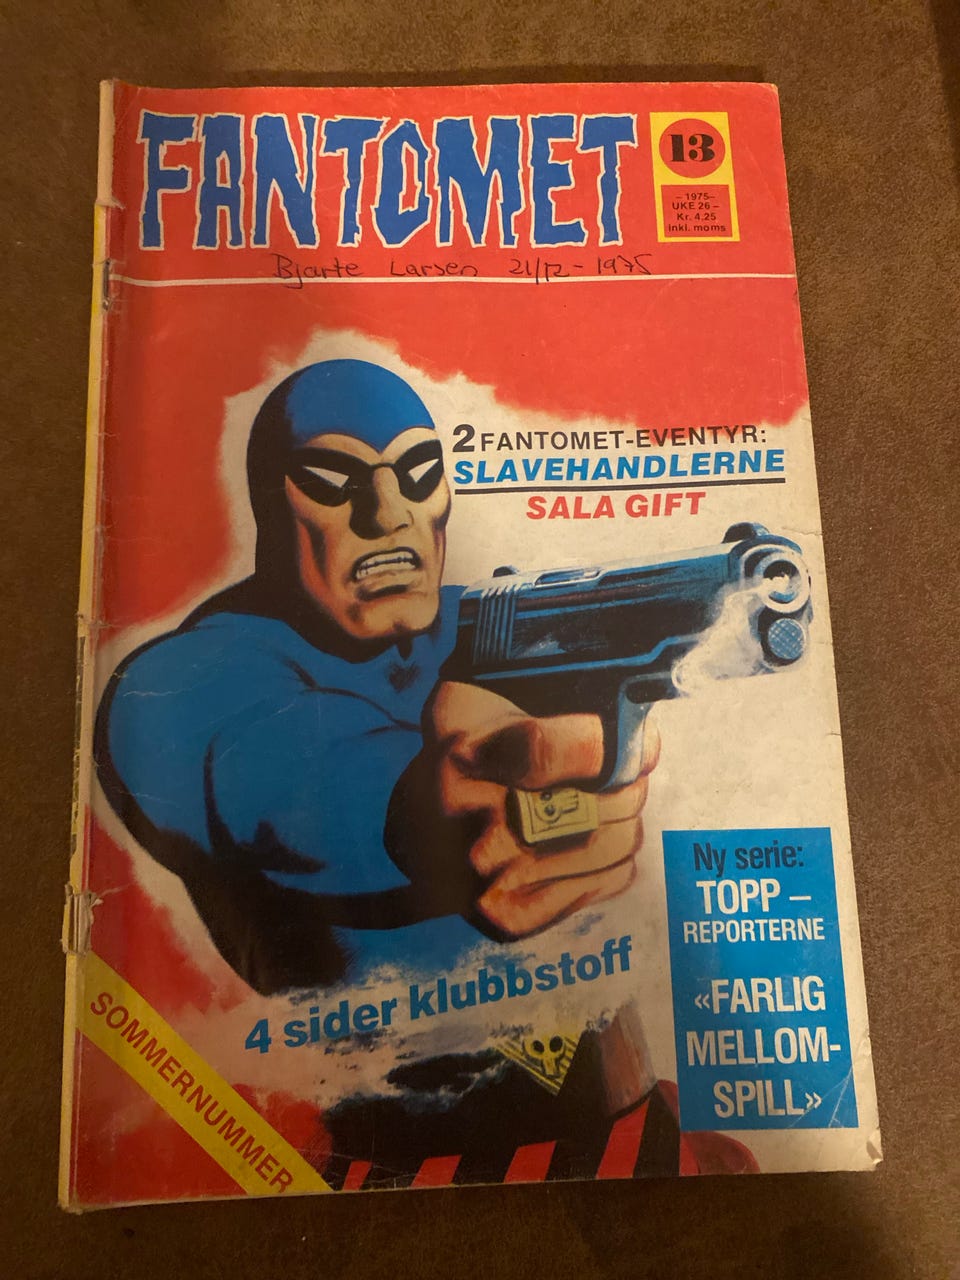 FANTOMET
13
– 1975 –
UKE 26 –
Kr. 4,25
inkl. moms
Bjarte Larsen 21/12 - 1975
2 FANTOMET-EVENTYR:
SLAVEHANDLERNE
SALA GIFT
Ny serie:
TOPP –
REPORTERNE
«FARLIG
MELLOM-
SPILL»
4 sider klubbstoff
SOMMERNUMMER